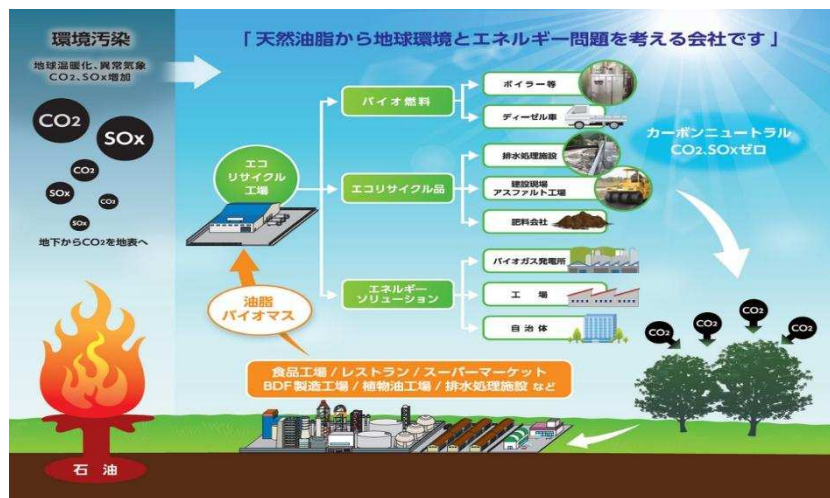 環境汚染
地球温暖化、異常気象
CO2、SOx増加
「天然油脂から地球環境とエネルギー問題を考える会社です」
CO2
SOx
CO2
SOx
CO2
SOx
地下からCO2を地表へ
石油
エコ
リサイクル
工場
油脂
バイオマス
バイオ燃料
ボイラー等
ディーゼル車
エコリサイクル品
排水処理施設
建設現場
アスファルト工場
肥料会社
エネルギー
ソリューション
バイオガス発電所
工場
自治体
カーボンニュートラル
CO2、SOxゼロ
CO2
CO2
CO2
CO2
食品工場 / レストラン / スーパーマーケット
BDF製造工場 / 植物油工場 / 排水処理施設 など